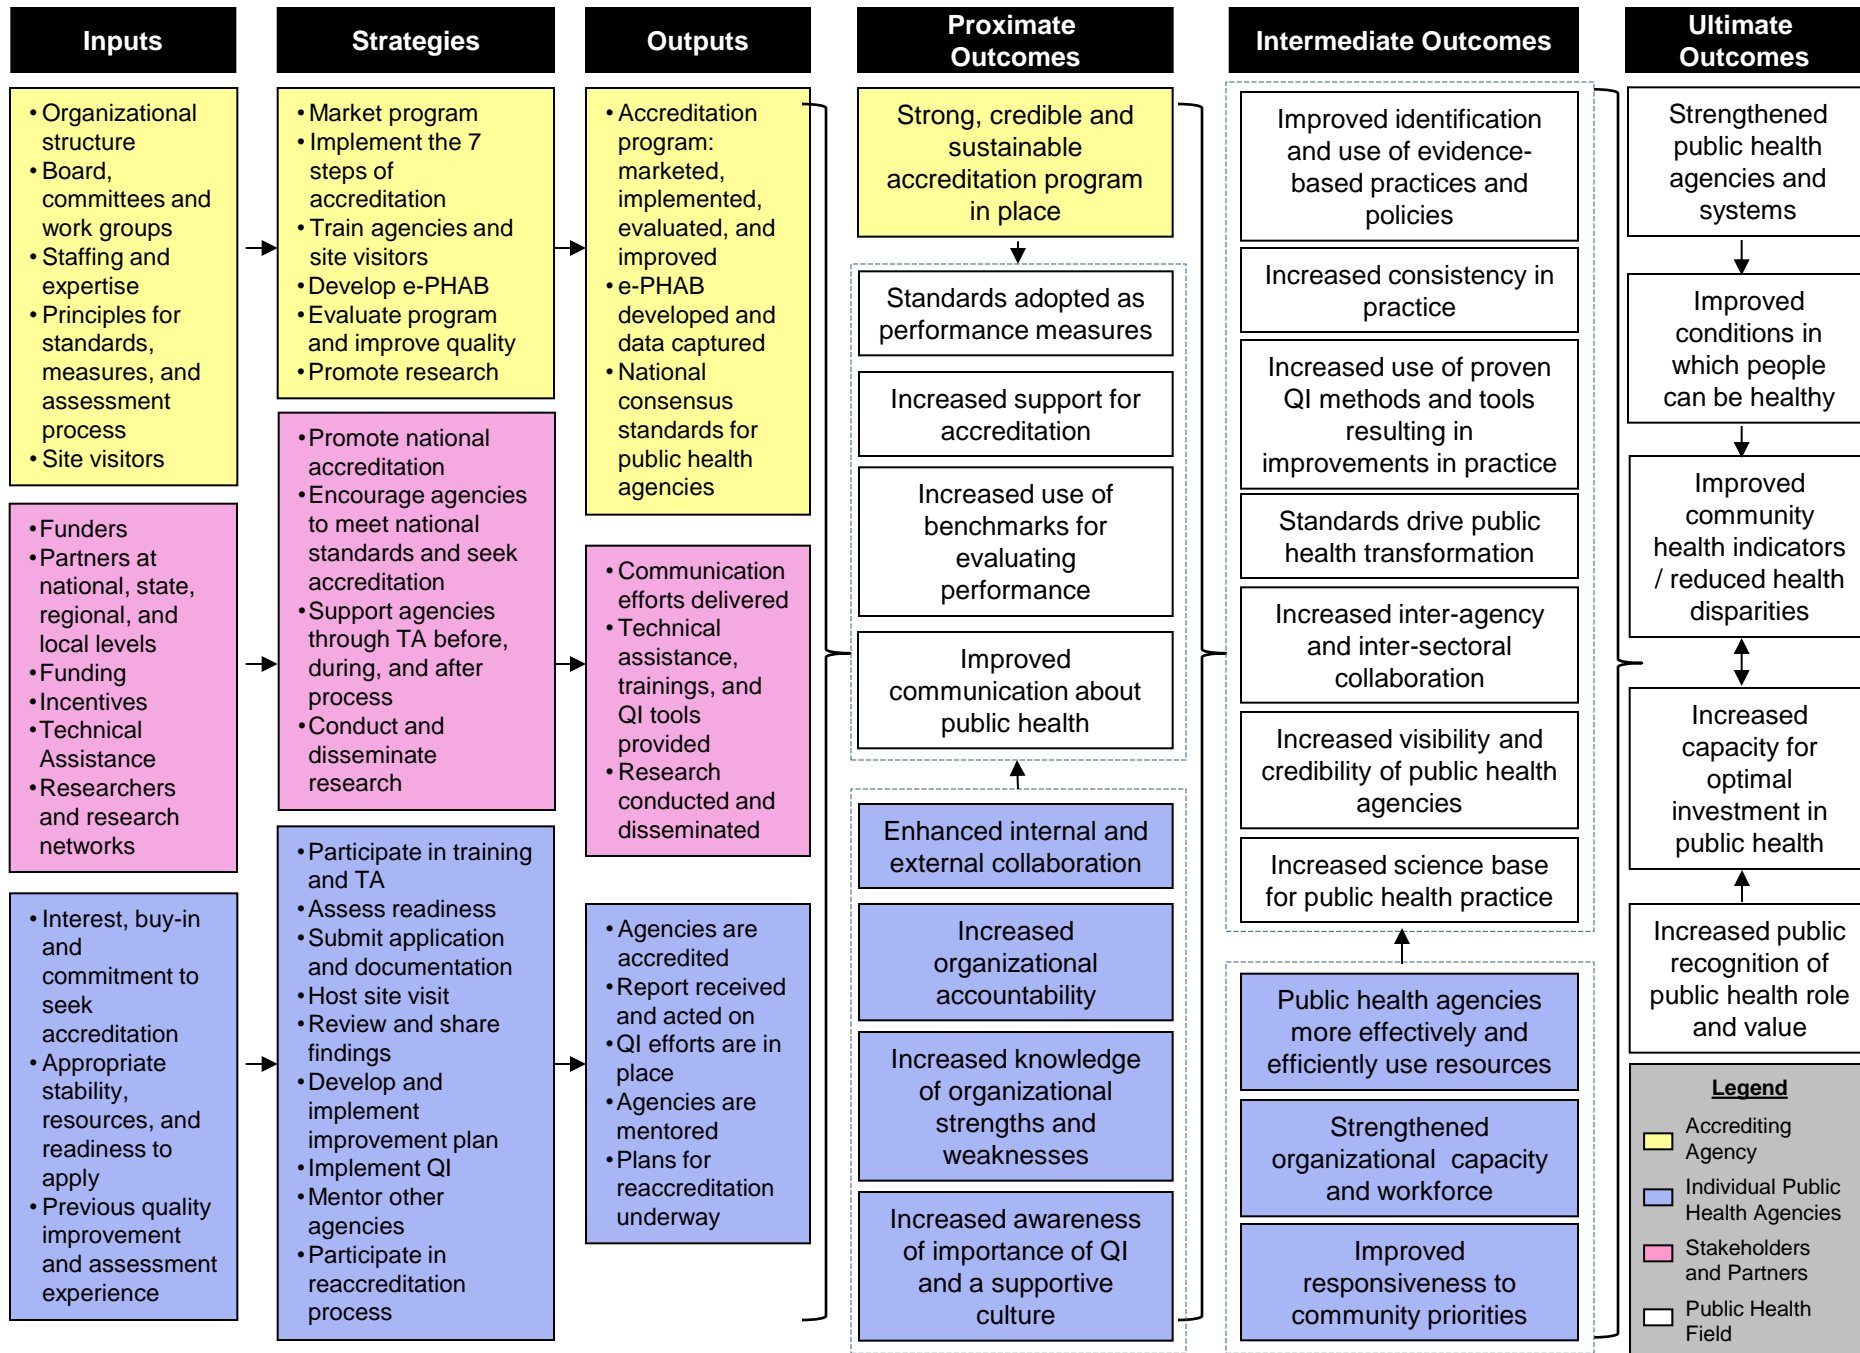 Inputs
Strategies
Outputs
Proximate
Outcomes
Intermediate Outcomes
Ultimate
Outcomes
• Organizational
structure
• Board,
committees and
work groups
• Staffing and
expertise
• Principles for
standards,
measures, and
assessment
process
• Site visitors
• Funders
• Partners at
national, state,
regional, and
local levels
• Funding
• Incentives
• Technical
Assistance
• Researchers
and research
networks
• Interest, buy-in
and
commitment to
seek
accreditation
• Appropriate
stability,
resources, and
readiness to
apply
• Previous quality
improvement
and assessment
experience
• Market program
• Implement the 7
steps of
accreditation
• Train agencies and
site visitors
• Develop e-PHAB
• Evaluate program
and improve quality
• Promote research
• Promote national
accreditation
• Encourage agencies
to meet national
standards and seek
accreditation
• Support agencies
through TA before,
during, and after
process
• Conduct and
disseminate
research
• Participate in training
and TA
• Assess readiness
• Submit application
and documentation
• Host site visit
• Review and share
findings
• Develop and
implement
improvement plan
• Implement QI
• Mentor other
agencies
• Participate in
reaccreditation
process
• Accreditation
program:
marketed,
implemented,
evaluated, and
improved
• e-PHAB
developed and
data captured
• National
consensus
standards for
public health
agencies
• Communication
efforts delivered
• Technical
assistance,
trainings, and
QI tools
provided
• Research
conducted and
disseminated
• Agencies are
accredited
• Report received
and acted on
• QI efforts are in
place
• Agencies are
mentored
• Plans for
reaccreditation
underway
Strong, credible and
sustainable
accreditation program
in place
Standards adopted as
performance measures
Increased support for
accreditation
Increased use of
benchmarks for
evaluating
performance
Improved
communication about
public health
Enhanced internal and
external collaboration
Increased
organizational
accountability
Increased knowledge
of organizational
strengths and
weaknesses
Increased awareness
of importance of QI
and a supportive
culture
Improved identification
and use of evidence-
based practices and
policies
Increased consistency in
practice
Increased use of proven
QI methods and tools
resulting in
improvements in practice
Standards drive public
health transformation
Increased inter-agency
and inter-sectoral
collaboration
Increased visibility and
credibility of public health
agencies
Increased science base
for public health practice
Public health agencies
more effectively and
efficiently use resources
Strengthened
organizational capacity
and workforce
Improved
responsiveness to
community priorities
Strengthened
public health
agencies and
systems
Improved
conditions in
which people
can be healthy
Improved
community
health indicators
/ reduced health
disparities
Increased
capacity for
optimal
investment in
public health
Increased public
recognition of
public health role
and value
Legend
Accrediting
Agency
Individual Public
Health Agencies
Stakeholders
and Partners
Public Health
Field